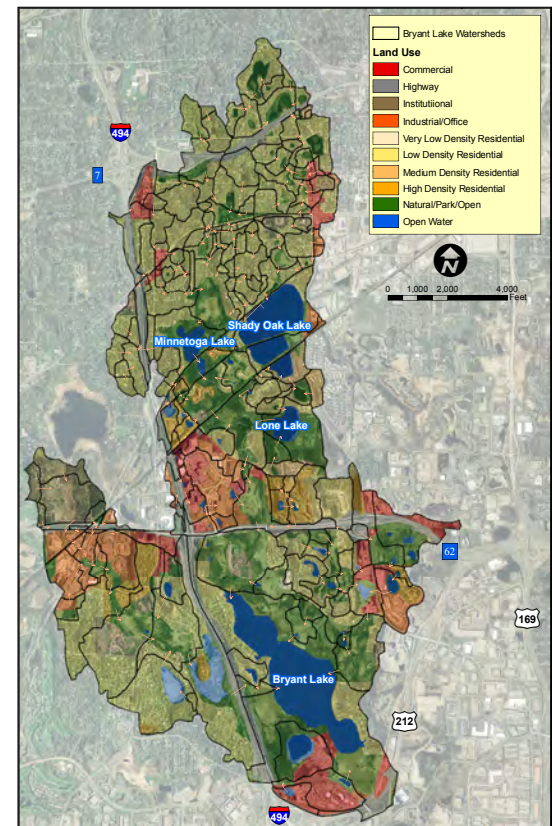 Bryant Lake Watersheds
Land Use
Commercial
Highway
Institutiional
Industrial/Office
Very Low Density Residential
Low Density Residential
Medium Density Residential
High Density Residential
Natural/Park/Open
Open Water
N
0 1,000 2,000 4,000
Feet
494
7
Shady Oak Lake
Minnetoga Lake
Lone Lake
62
169
Bryant Lake
212
494